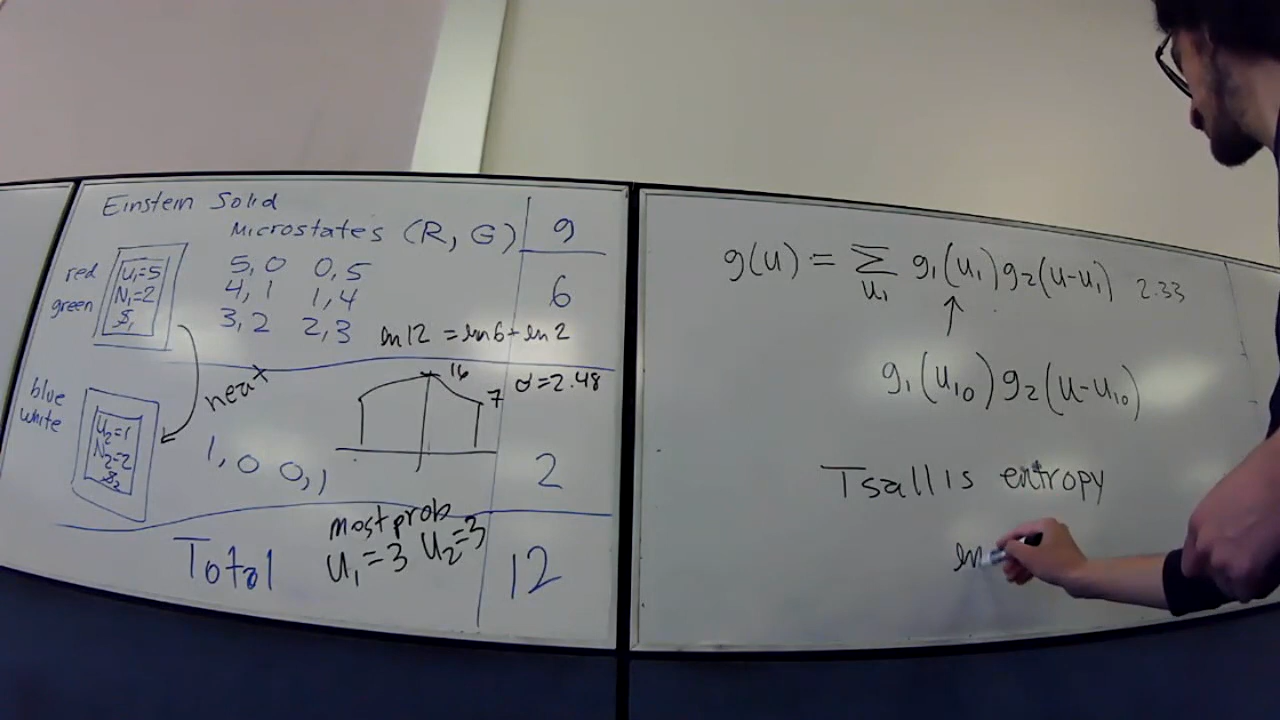 Einstein Solid
Microstates (R, G) g
red
green
U₁=5
N₁=2
S₁
5, 0 0, 5
4, 1 1, 4
3, 2 2, 3
6
ln 12 = ln 6 + ln 2
heat
16
7
σ = 2.48
blue
white
U₂=1
N₂=2
S₂
1, 0 0, 1
2
most prob
U₁=3 U₂=3
Total
12
g(U) = Σ g₁(U₁) g₂(U-U₁) 2.33
U₁
↑
g₁(U₁₀) g₂(U-U₁₀)
Tsallis entropy
ln